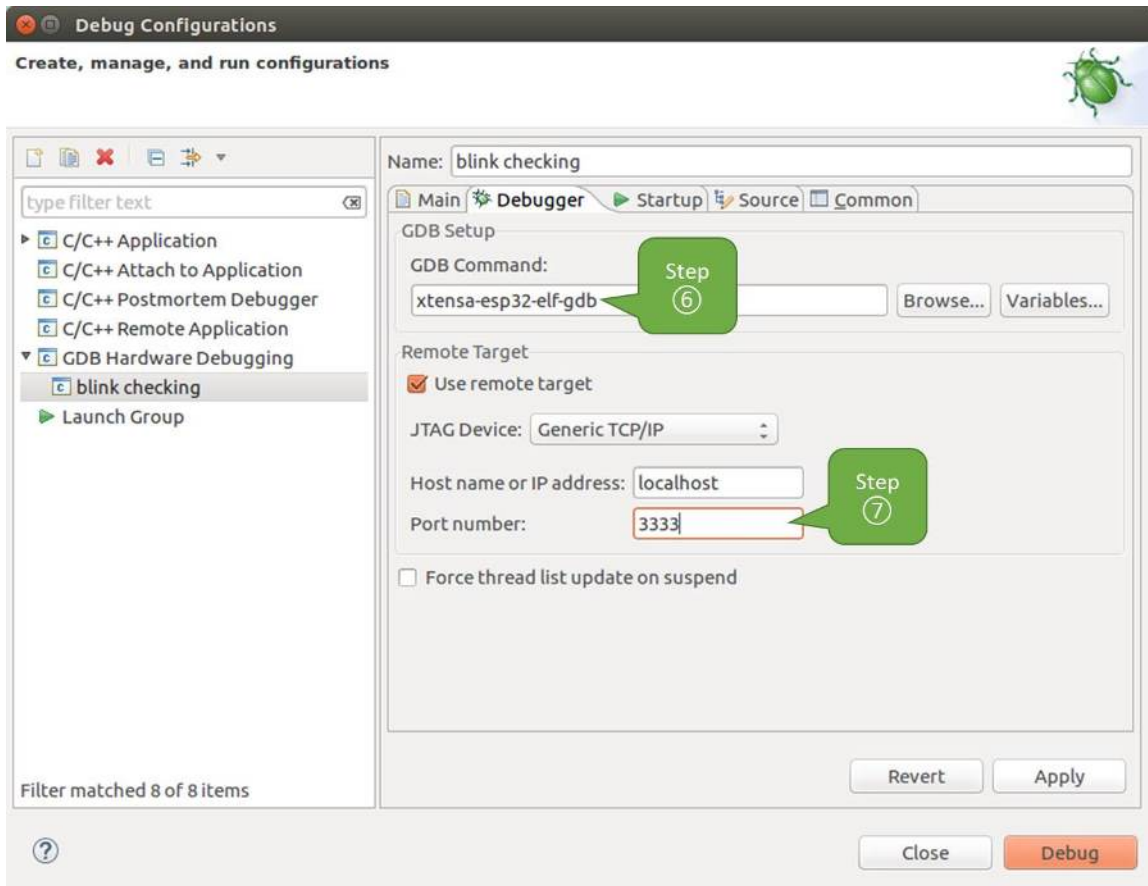 Debug Configurations
Create, manage, and run configurations
type filter text
C/C++ Application
C/C++ Attach to Application
C/C++ Postmortem Debugger
C/C++ Remote Application
GDB Hardware Debugging
blink checking
Launch Group
Filter matched 8 of 8 items
Name: blink checking
Main Debugger Startup Source Common
GDB Setup
GDB Command:
xtensa-esp32-elf-gdb
Browse... Variables...
Step
⑥
Remote Target
Use remote target
JTAG Device: Generic TCP/IP
Host name or IP address: localhost
Port number: 3333
Step
⑦
Force thread list update on suspend
Revert Apply
? Close Debug